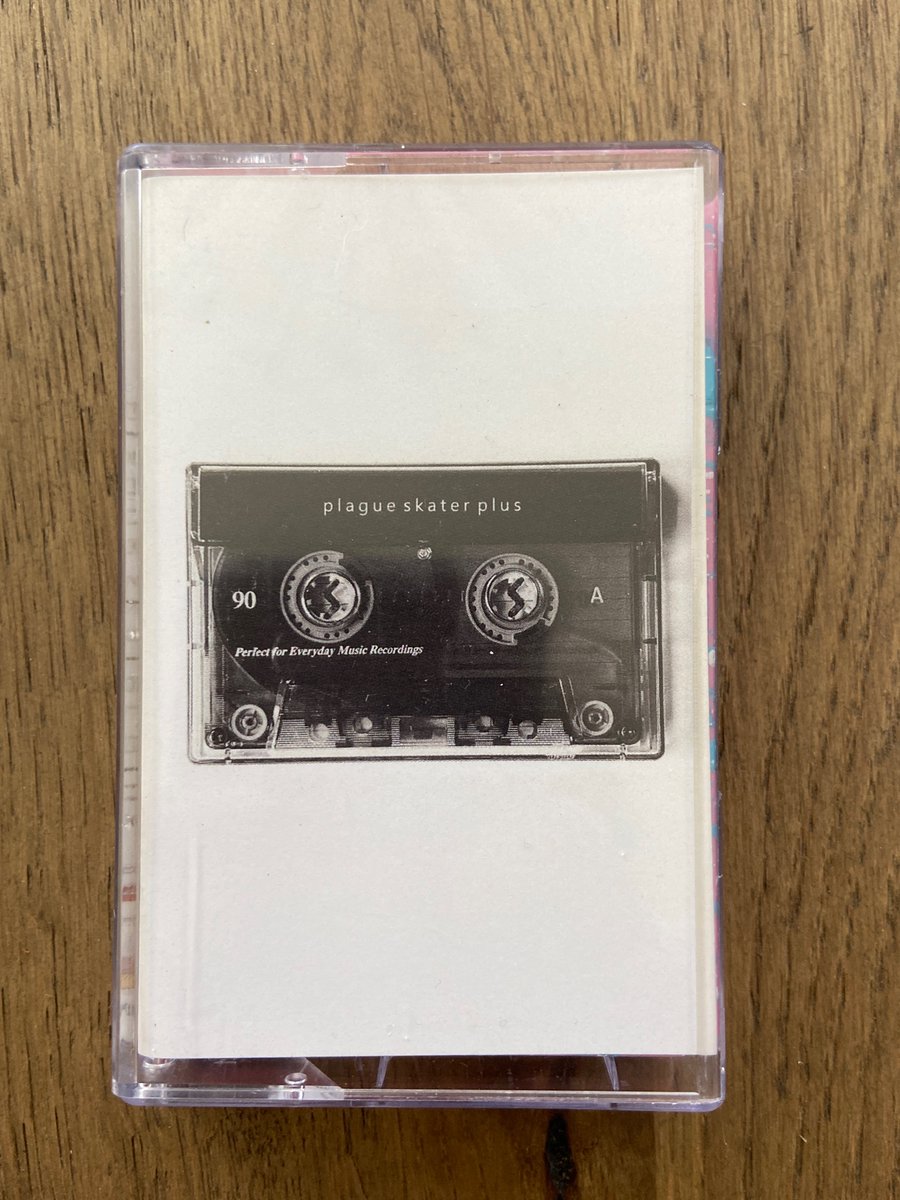 plague skater plus
90
A
Perfect for Everyday Music Recordings